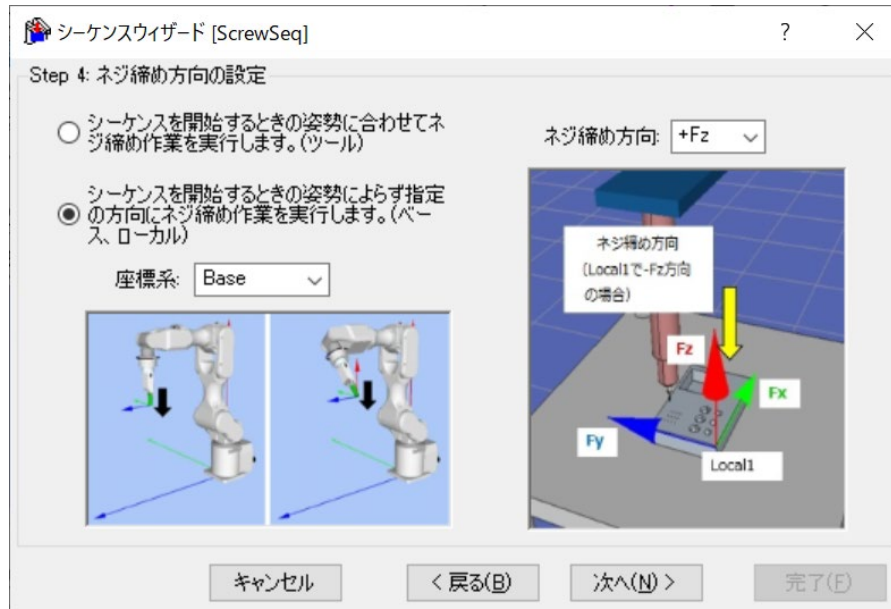 シーケンスウィザード [ScrewSeq]
?
Step 4: ネジ締め方向の設定
シーケンスを開始するときの姿勢に合わせてネ
ジ締め作業を実行します。(ツール)
シーケンスを開始するときの姿勢によらず指定
の方向にネジ締め作業を実行します。(ベー
ス、ローカル)
座標系: Base
ネジ締め方向: +Fz
ネジ締め方向
(Local1で-Fz方向
の場合)
Fz
Fx
Fy
Local1
キャンセル
< 戻る(B)
次へ(N) >
完了(F)